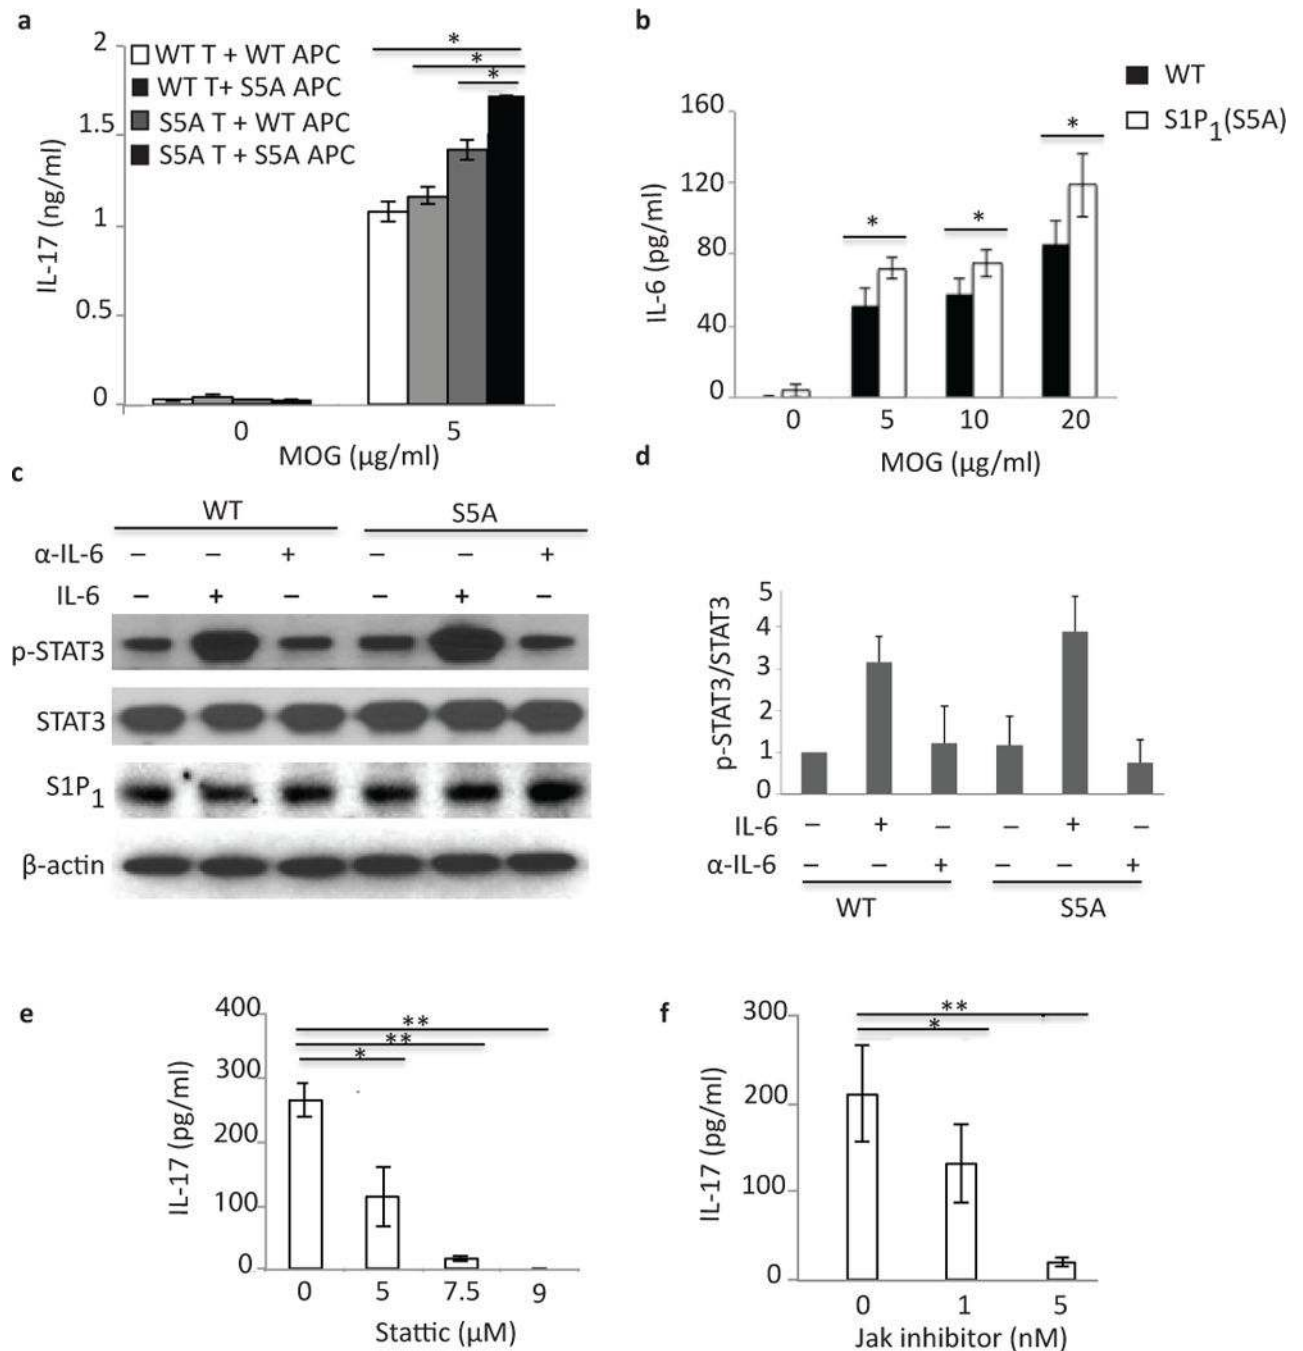 a
2
1.5
1
0.5
0
IL-17 (ng/ml)
WT T + WT APC
WT T+ S5A APC
S5A T + WT APC
S5A T + S5A APC
*
*
*
0 5
MOG (µg/ml)
b
WT
S1P1(S5A)
160
120
80
40
0
IL-6 (pg/ml)
*
*
*
0 5 10 20
MOG (µg/ml)
c
WT S5A
α-IL-6 – – + – – +
IL-6 – + – – + –
p-STAT3
STAT3
S1P1
β-actin
d
5
4
3
2
1
0
p-STAT3/STAT3
IL-6 – + – – + –
α-IL-6 – – + – – +
WT S5A
e
400
300
200
100
0
IL-17 (pg/ml)
**
**
*
0 5 7.5 9
Stattic (µM)
f
300
200
100
0
IL-17 (pg/ml)
**
*
0 1 5
Jak inhibitor (nM)